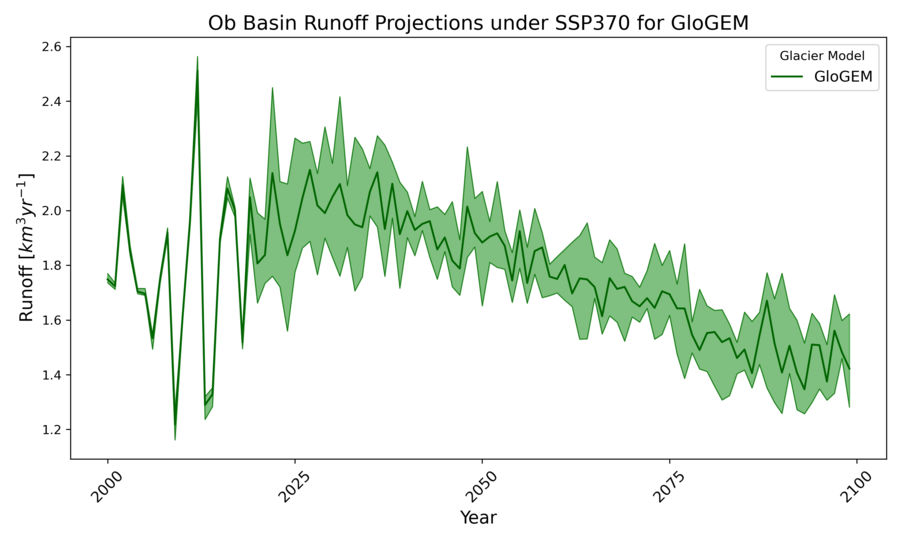 Ob Basin Runoff Projections under SSP370 for GloGEM
Glacier Model
GloGEM
Runoff [km³yr⁻¹]
2.6
2.4
2.2
2.0
1.8
1.6
1.4
1.2
2000
2025
2050
2075
2100
Year